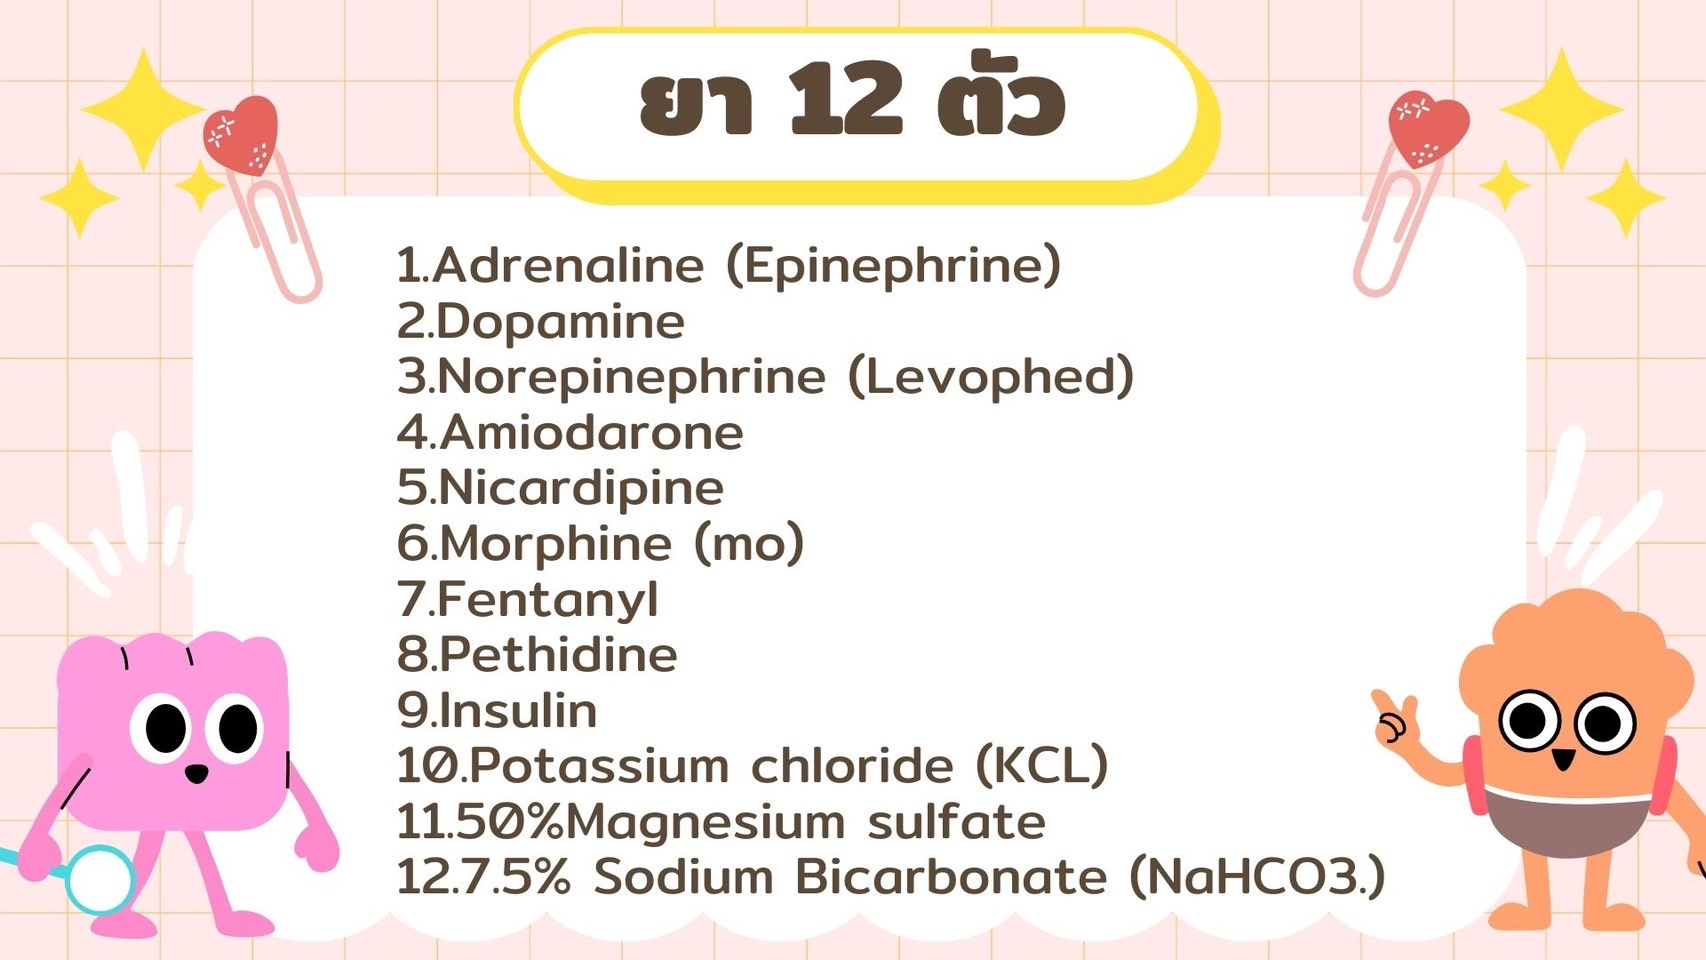 ยา 12 ตัว
1.Adrenaline (Epinephrine)
2.Dopamine
3.Norepinephrine (Levophed)
4.Amiodarone
5.Nicardipine
6.Morphine (mo)
7.Fentanyl
8.Pethidine
9.Insulin
10.Potassium chloride (KCL)
11.50%Magnesium sulfate
12.7.5% Sodium Bicarbonate (NaHCO3.)